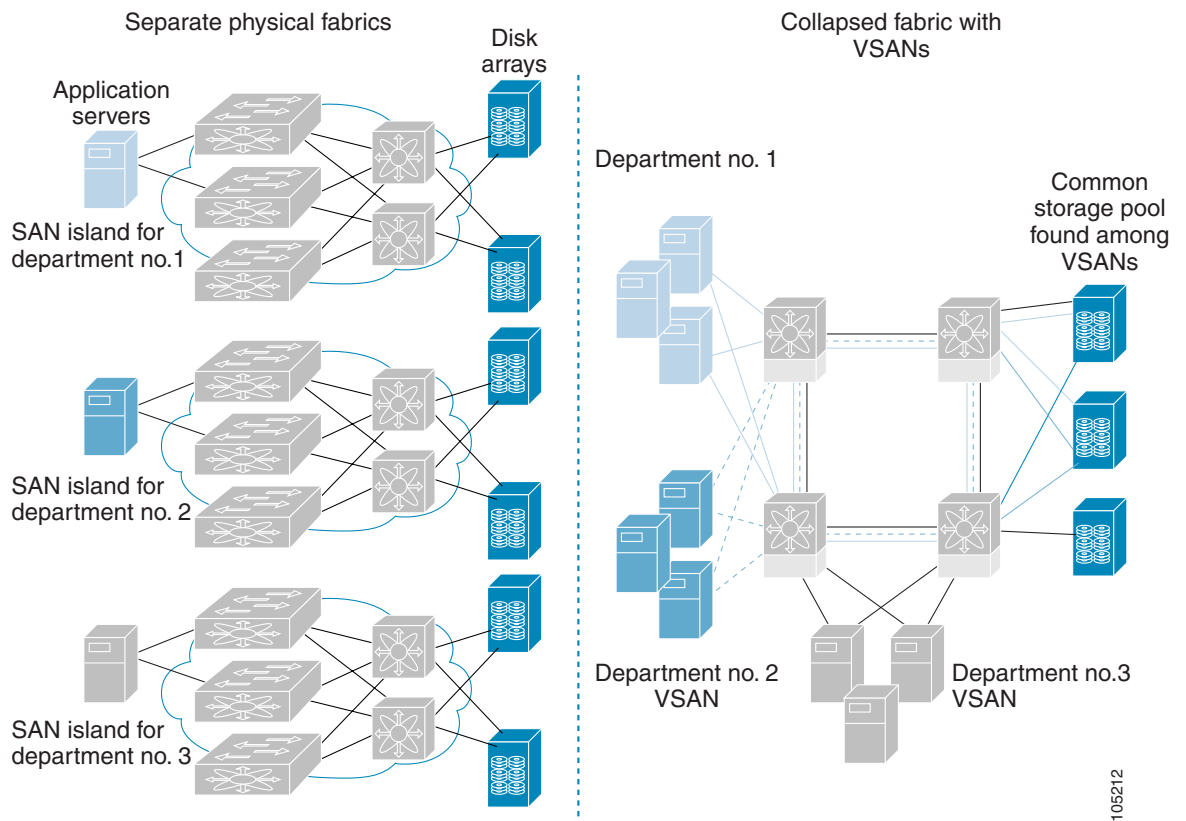 Separate physical fabrics
Disk
arrays
Application
servers
SAN island for
department no.1
SAN island for
department no. 2
SAN island for
department no. 3
Collapsed fabric with
VSANs
Department no. 1
Common
storage pool
found among
VSANs
Department no. 2
VSAN
Department no.3
VSAN
105212